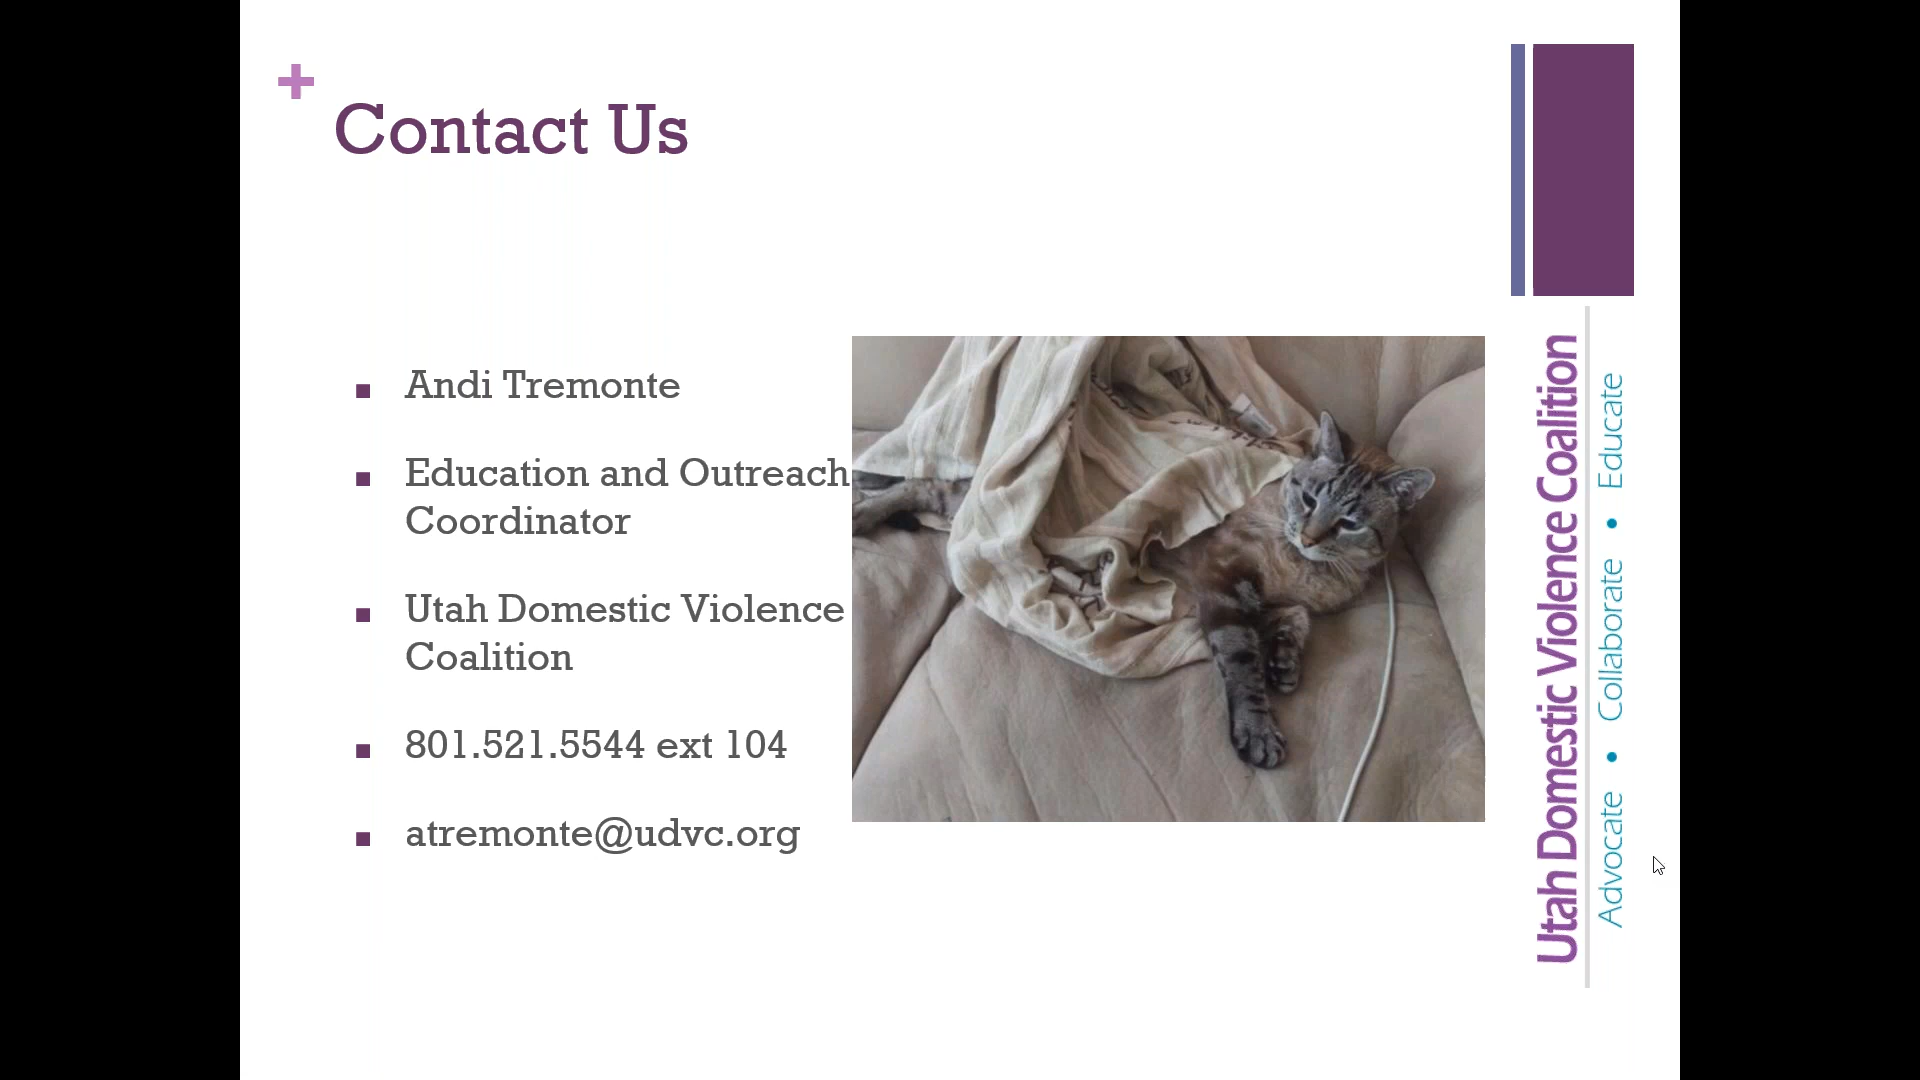 +
Contact Us
Andi Tremonte
Education and Outreach
Coordinator
Utah Domestic Violence
Coalition
801.521.5544 ext 104
atremonte@udvc.org
Utah Domestic Violence Coalition
Advocate • Collaborate • Educate